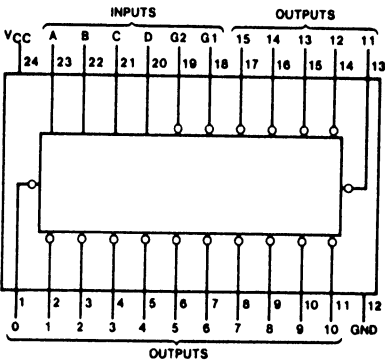 INPUTS OUTPUTS
VCC A B C D G2 G1 15 14 13 12 11
24 23 22 21 20 19 18 17 16 15 14 13
1 2 3 4 5 6 7 8 9 10 11 12
0 1 2 3 4 5 6 7 8 9 10 GND
OUTPUTS